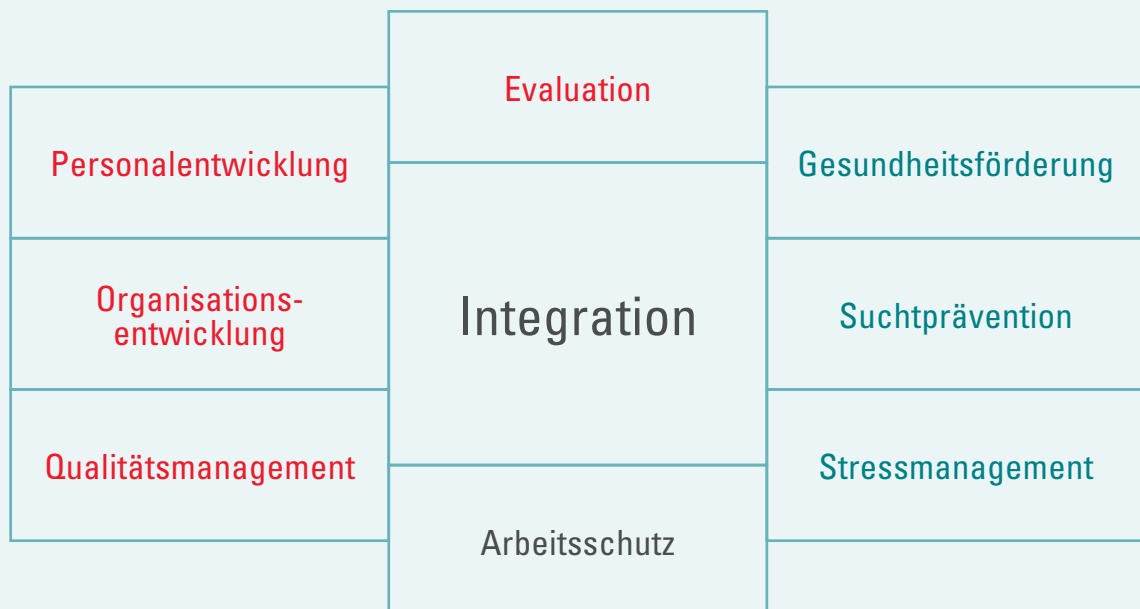 Evaluation
Personalentwicklung
Gesundheitsförderung
Organisations-
entwicklung
Integration
Suchtprävention
Qualitätsmanagement
Stressmanagement
Arbeitsschutz